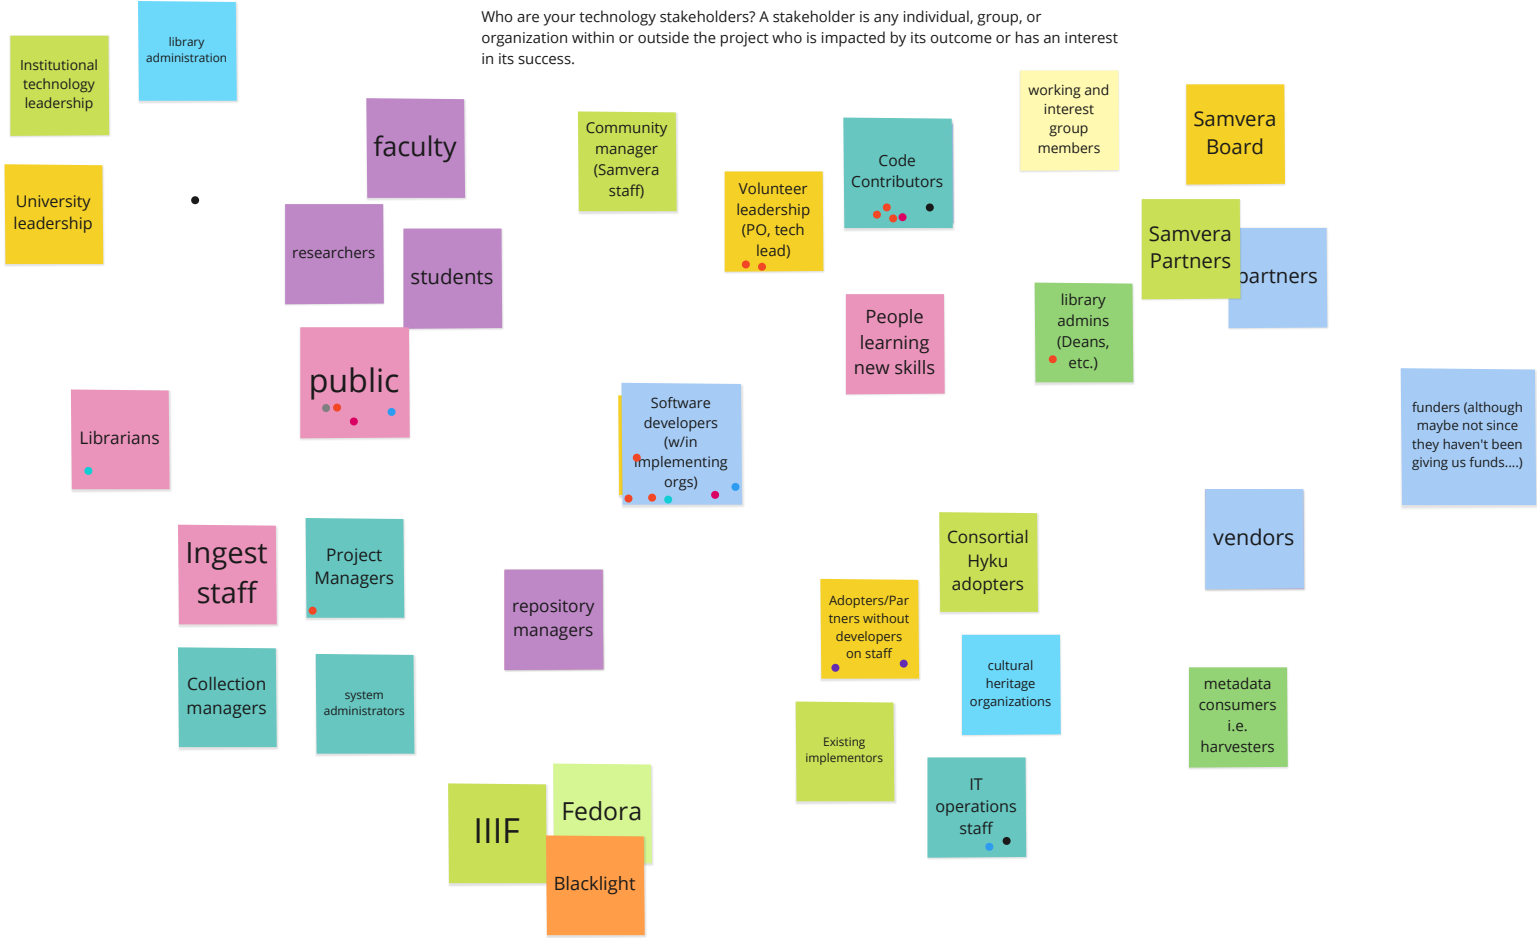 Who are your technology stakeholders? A stakeholder is any individual, group, or
organization within or outside the project who is impacted by its outcome or has an interest
in its success.
Institutional
technology
leadership
library
administration
University
leadership
faculty
researchers
students
public
Librarians
Community
manager
(Samvera
staff)
Volunteer
leadership
(PO, tech
lead)
Code
Contributors
working and
interest
group
members
Samvera
Board
Samvera
Partners
partners
People
learning
new skills
library
admins
(Deans,
etc.)
Software
developers
(w/in
implementing
orgs)
funders (although
maybe not since
they haven't been
giving us funds....)
vendors
Ingest
staff
Project
Managers
Collection
managers
system
administrators
repository
managers
Consortial
Hyku
adopters
Adopters/Par
tners without
developers
on staff
cultural
heritage
organizations
metadata
consumers
i.e.
harvesters
Existing
implementors
IT
operations
staff
IIIF
Fedora
Blacklight